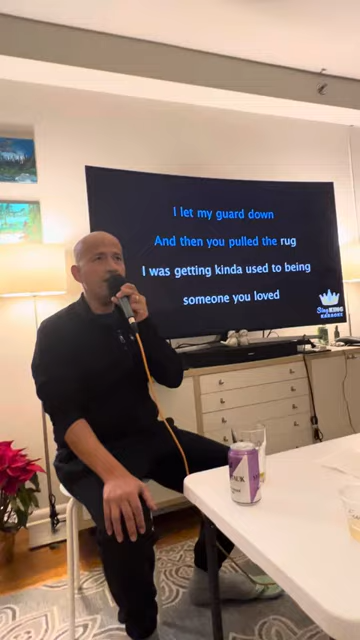 I let my guard down
And then you pulled the rug
I was getting kinda used to being
someone you loved
Sing KING
KARAOKE